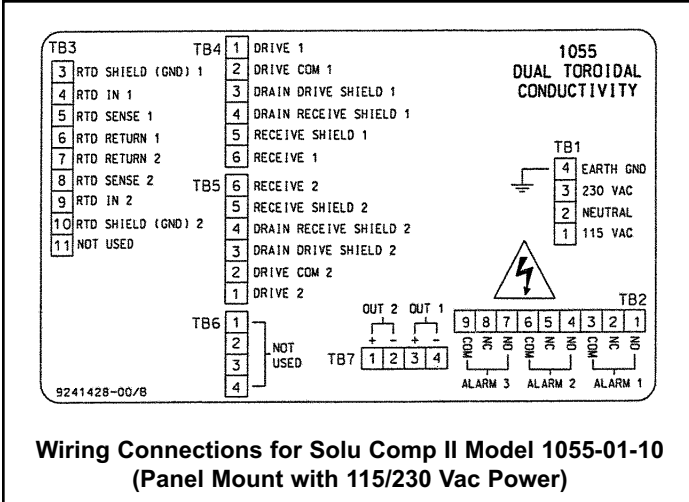 TB3
3 RTD SHIELD (GND) 1
4 RTD IN 1
5 RTD SENSE 1
6 RTD RETURN 1
7 RTD RETURN 2
8 RTD SENSE 2
9 RTD IN 2
10 RTD SHIELD (GND) 2
11 NOT USED
TB4
1 DRIVE 1
2 DRIVE COM 1
3 DRAIN DRIVE SHIELD 1
4 DRAIN RECEIVE SHIELD 1
5 RECEIVE SHIELD 1
6 RECEIVE 1
TB5
6 RECEIVE 2
5 RECEIVE SHIELD 2
4 DRAIN RECEIVE SHIELD 2
3 DRAIN DRIVE SHIELD 2
2 DRIVE COM 2
1 DRIVE 2
TB6
1
2
3
4
NOT
USED
1055
DUAL TOROIDAL
CONDUCTIVITY
TB1
4 EARTH GND
3 230 VAC
2 NEUTRAL
1 115 VAC
OUT 2 OUT 1
+ - + -
TB7 1 2 3 4
TB2
9 8 7 6 5 4 3 2 1
COM NC NO COM NC NO COM NC NO
ALARM 3 ALARM 2 ALARM 1
9241428-00/B
Wiring Connections for Solu Comp II Model 1055-01-10
(Panel Mount with 115/230 Vac Power)